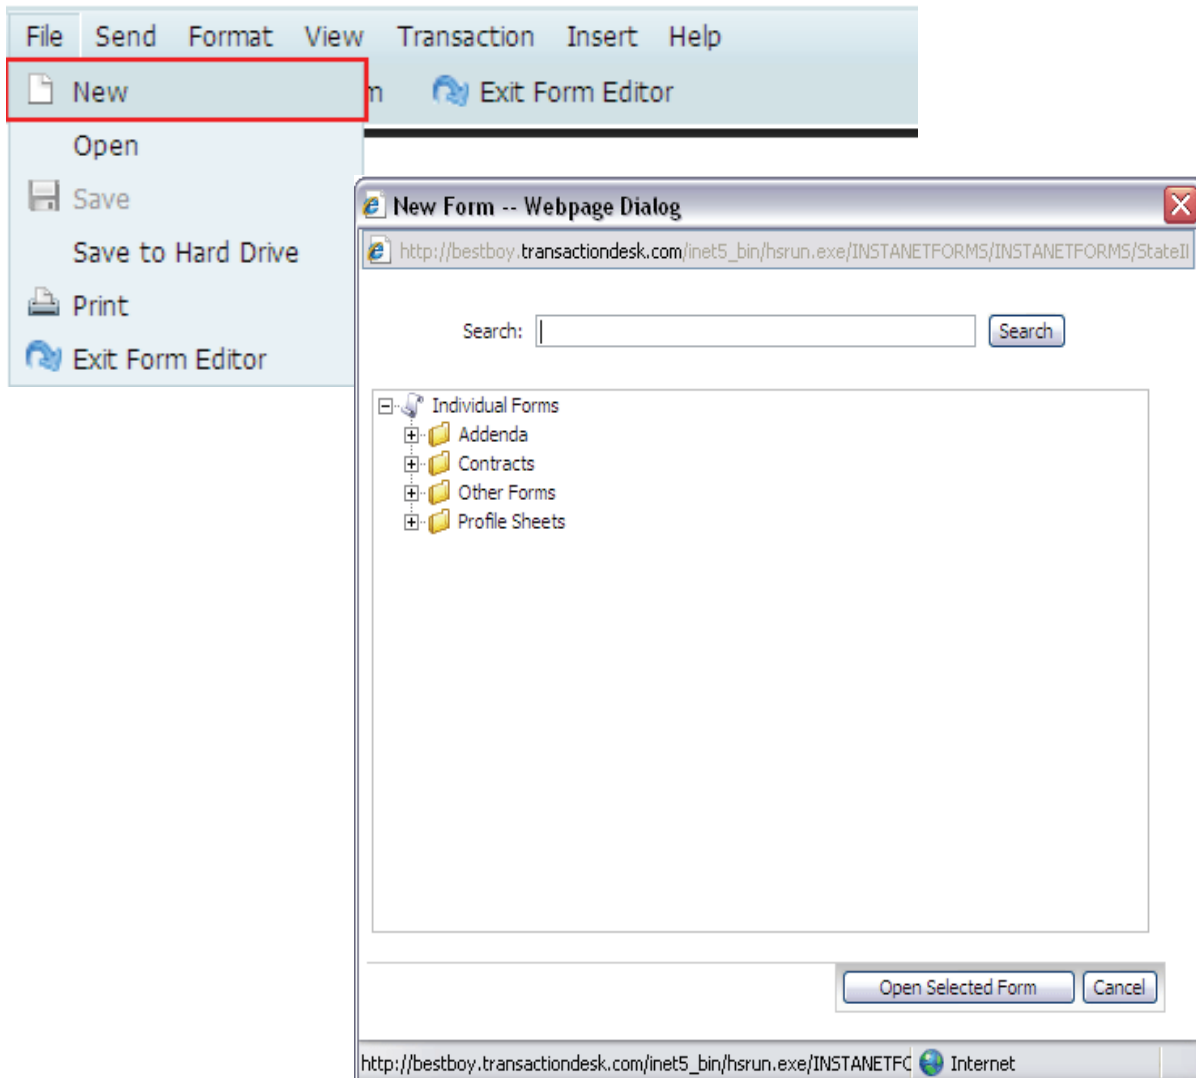 File Send Format View Transaction Insert Help
New
Exit Form Editor
Open
Save
Save to Hard Drive
Print
Exit Form Editor
New Form -- Webpage Dialog
http://bestboy.transactiondesk.com/inet5_bin/hsrun.exe/INSTANETFORMS/INSTANETFORMS/StateI
Search: Search
Individual Forms
Addenda
Contracts
Other Forms
Profile Sheets
Open Selected Form Cancel
http://bestboy.transactiondesk.com/inet5_bin/hsrun.exe/INSTANETF Internet